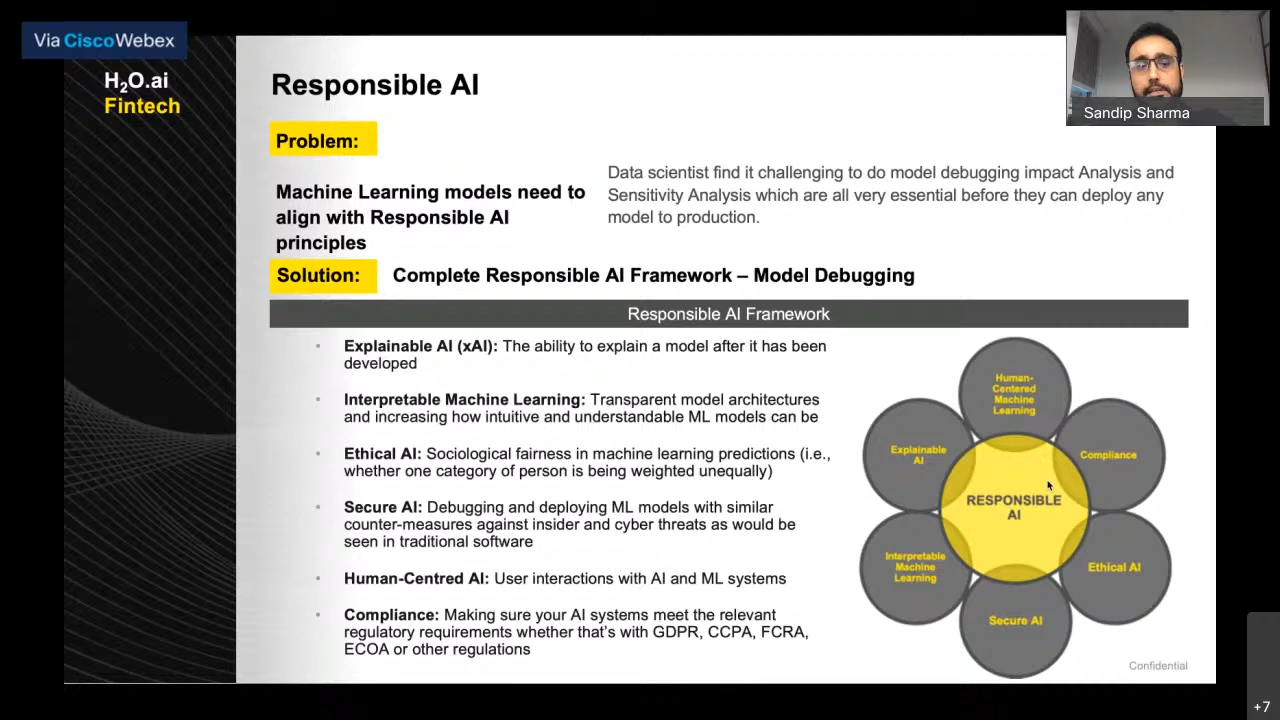 Via CiscoWebex
H2O.ai
Fintech
Responsible AI
Sandip Sharma
Problem:
Machine Learning models need to
align with Responsible AI
principles
Data scientist find it challenging to do model debugging impact Analysis and
Sensitivity Analysis which are all very essential before they can deploy any
model to production.
Solution:
Complete Responsible AI Framework – Model Debugging
Responsible AI Framework
Explainable AI (xAI): The ability to explain a model after it has been
developed
Interpretable Machine Learning: Transparent model architectures
and increasing how intuitive and understandable ML models can be
Ethical AI: Sociological fairness in machine learning predictions (i.e.,
whether one category of person is being weighted unequally)
Secure AI: Debugging and deploying ML models with similar
counter-measures against insider and cyber threats as would be
seen in traditional software
Human-Centred AI: User interactions with AI and ML systems
Compliance: Making sure your AI systems meet the relevant
regulatory requirements whether that’s with GDPR, CCPA, FCRA,
ECOA or other regulations
Human-
Centered
Machine
Learning
Explainable
AI
Compliance
RESPONSIBLE
AI
Interpretable
Machine
Learning
Ethical AI
Secure AI
Confidential
+7